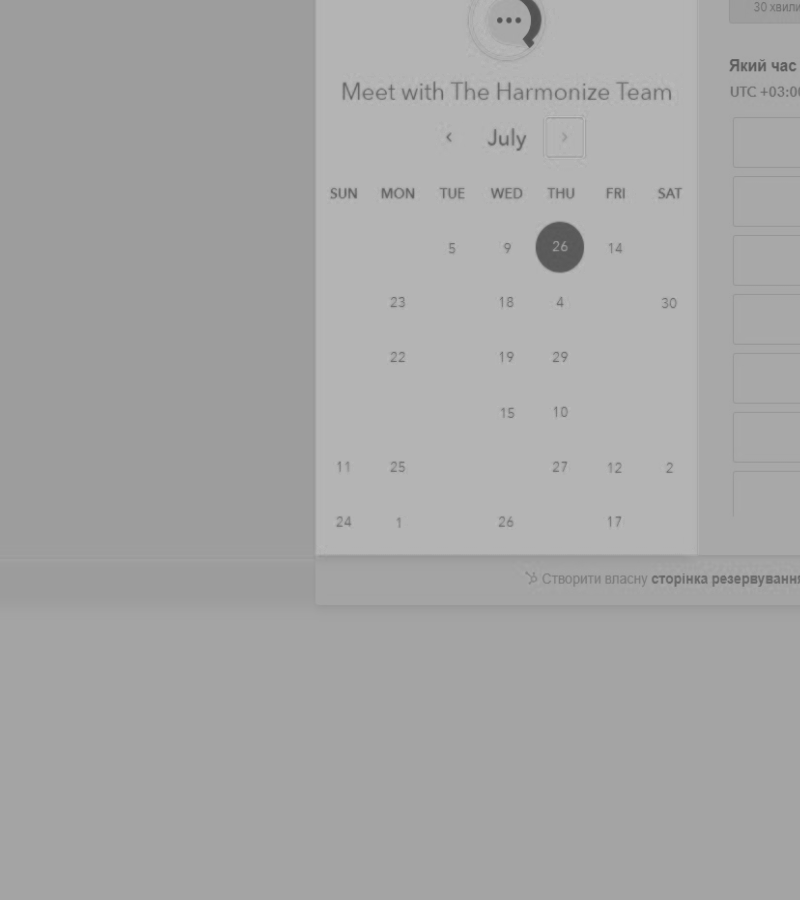 30 хвили
Meet with The Harmonize Team
Який час
UTC +03:00
July
SUN MON TUE WED THU FRI SAT
5 9 26 14
23 18 4 30
22 19 29
15 10
11 25 27 12 2
24 1 26 17
Створити власну сторінка резервування